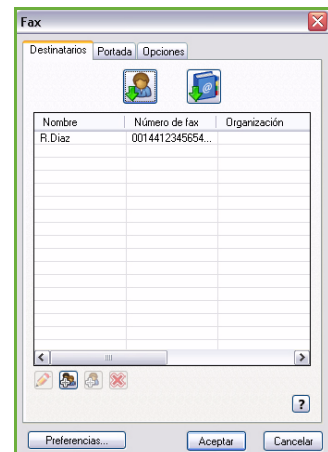 Fax
Destinatarios Portada Opciones
Nombre Número de fax Organización
R.Diaz 0014412345654...
?
Preferencias... Aceptar Cancelar